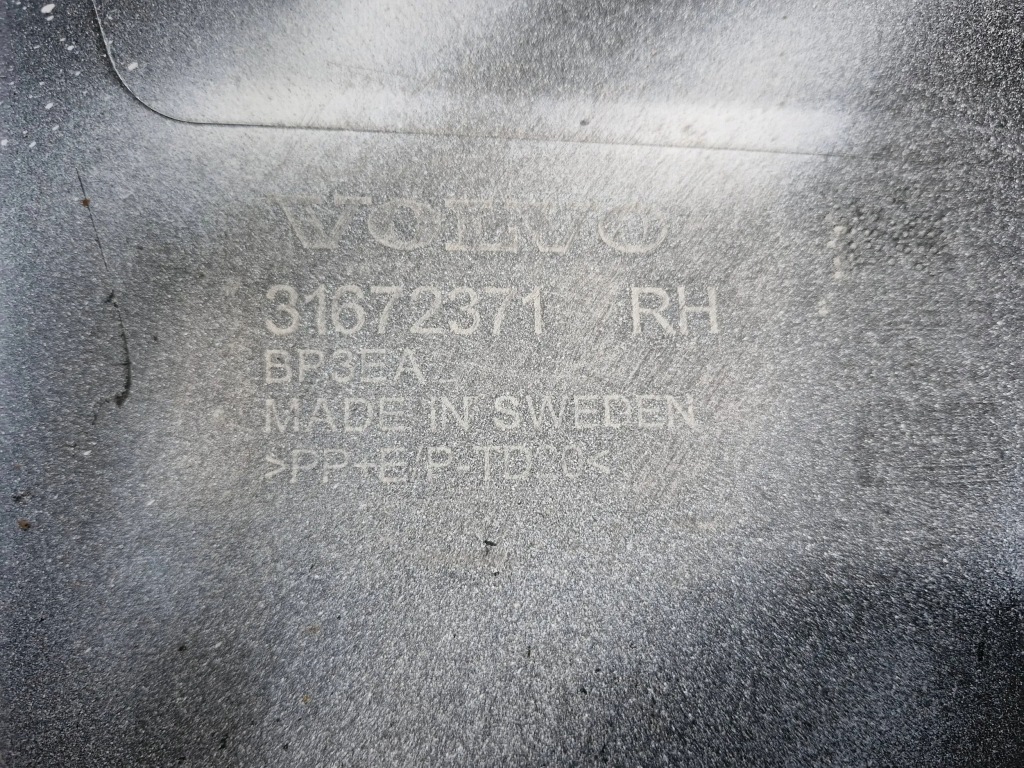 VOLVO
31672371 RH
BP3EA
MADE IN SWEDEN
>PP+E/P-TD20<